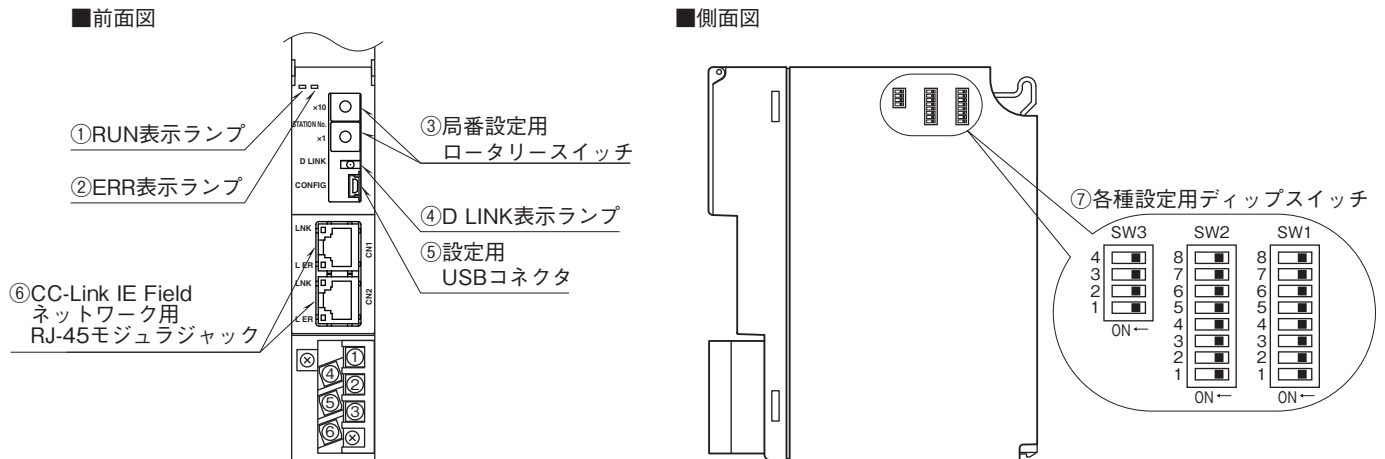 ■前面図
■側面図
×10
STATION No.
×1
D LINK
CONFIG
LNK
L ER
LNK
L ER
CN1
CN2
①RUN表示ランプ
②ERR表示ランプ
③局番設定用
ロータリースイッチ
④D LINK表示ランプ
⑤設定用
USBコネクタ
⑥CC-Link IE Field
ネットワーク用
RJ-45モジュラジャック
①
②
③
④
⑤
⑥
⑦各種設定用ディップスイッチ
SW3
4
3
2
1
ON←
SW2
8
7
6
5
4
3
2
1
ON←
SW1
8
7
6
5
4
3
2
1
ON←